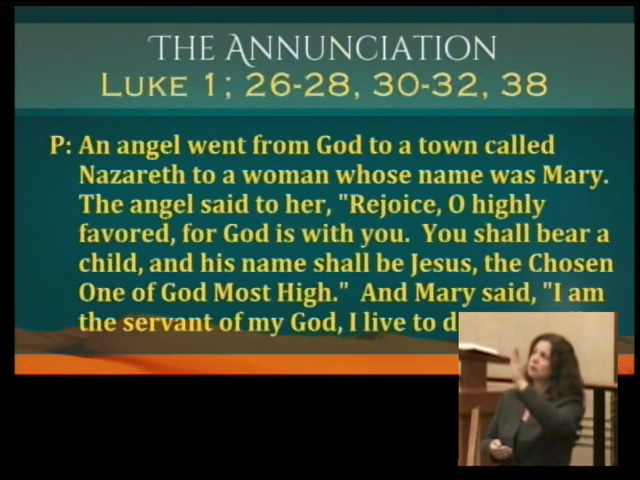 THE ANNUNCIATION
LUKE 1; 26-28, 30-32, 38
P: An angel went from God to a town called
Nazareth to a woman whose name was Mary.
The angel said to her, "Rejoice, O highly
favored, for God is with you.  You shall bear a
child, and his name shall be Jesus, the Chosen
One of God Most High."  And Mary said, "I am
the servant of my God, I live to